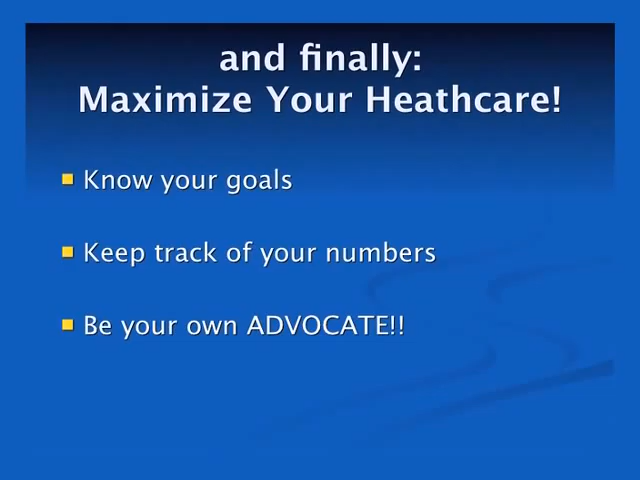 and finally:
Maximize Your Heathcare!
Know your goals
Keep track of your numbers
Be your own ADVOCATE!!